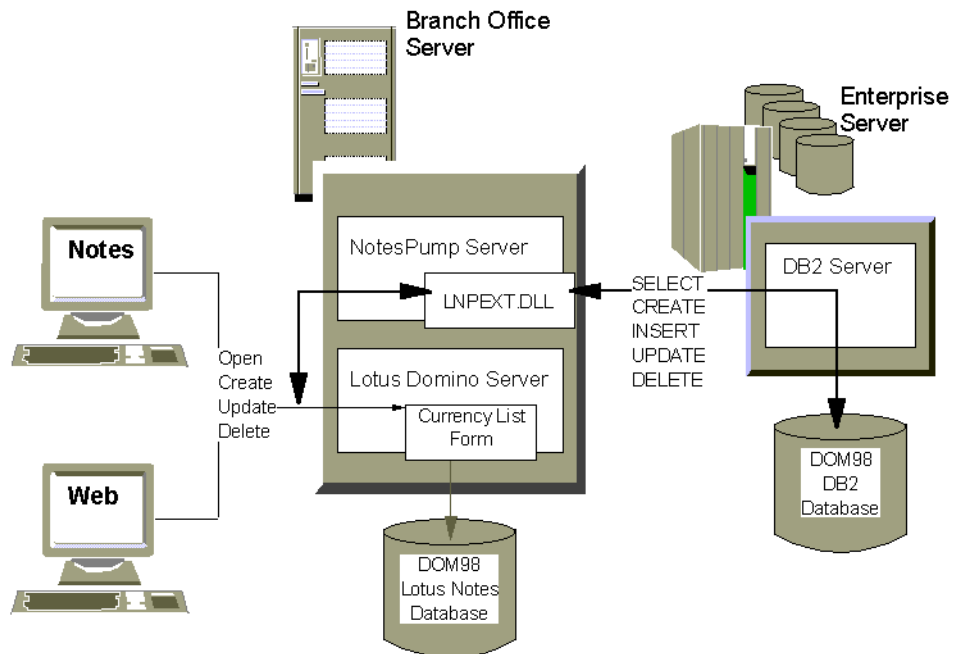 Branch Office
Server
Enterprise
Server
Notes
NotesPump Server
LNPEXT.DLL
SELECT
CREATE
INSERT
UPDATE
DELETE
DB2 Server
Open
Create
Update
Delete
Lotus Domino Server
Currency List
Form
Web
DOM98
DB2
Database
DOM98
Lotus Notes
Database